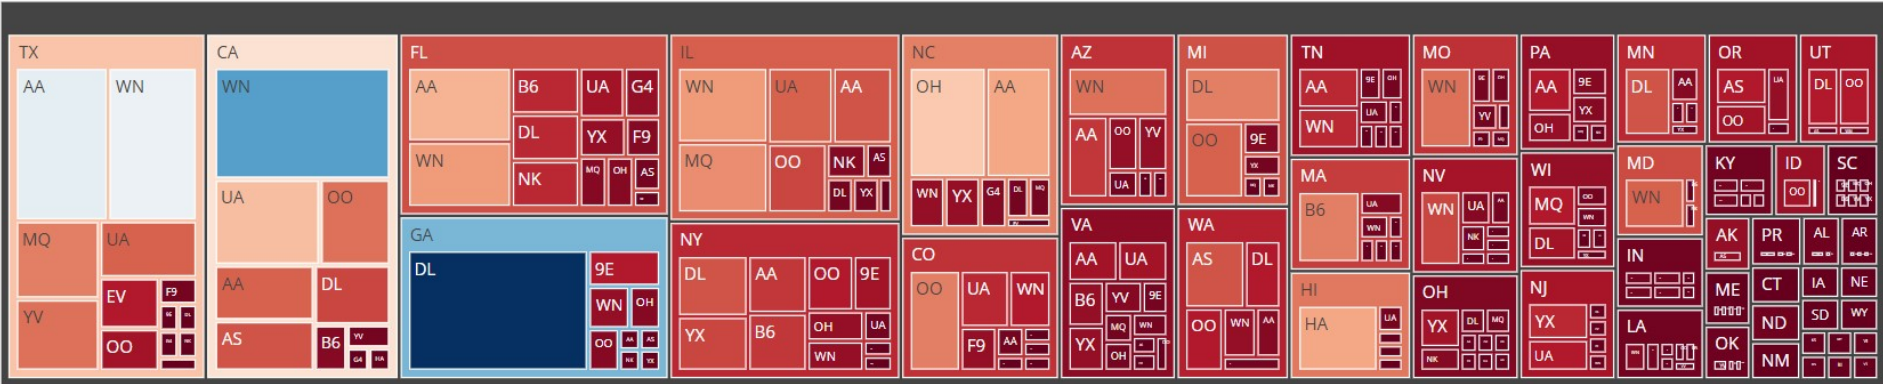 TX
AA
WN
MQ
UA
YV
EV
F9
9E
DL
OO
CA
WN
UA
OO
AA
DL
AS
B6
YV
G4
HA
FL
AA
WN
B6
UA
G4
DL
YX
F9
NK
MQ
OH
AS
GA
DL
9E
WN
OH
OO
AA
AS
NK
YX
IL
WN
UA
AA
MQ
OO
NK
AS
DL
YX
NY
DL
AA
OO
9E
YX
B6
OH
UA
WN
NC
OH
AA
WN
YX
G4
DL
MQ
CO
OO
UA
WN
F9
AA
AZ
WN
AA
OO
YV
UA
VA
AA
UA
B6
YV
9E
YX
MQ
WN
OH
MI
DL
OO
9E
YX
WA
AS
DL
OO
WN
AA
TN
AA
9E
OH
WN
UA
MA
B6
UA
WN
HI
HA
UA
MO
WN
9E
OH
YV
NV
WN
UA
AA
NK
OH
YX
DL
MQ
NK
PA
AA
9E
YX
OH
WI
MQ
OO
WN
DL
NJ
YX
UA
MN
DL
AA
MD
WN
IN
LA
OR
AS
UA
OO
UT
DL
OO
KY
ID
OO
SC
AK
AS
PR
AL
AR
ME
CT
IA
NE
ND
SD
WY
OK
NM